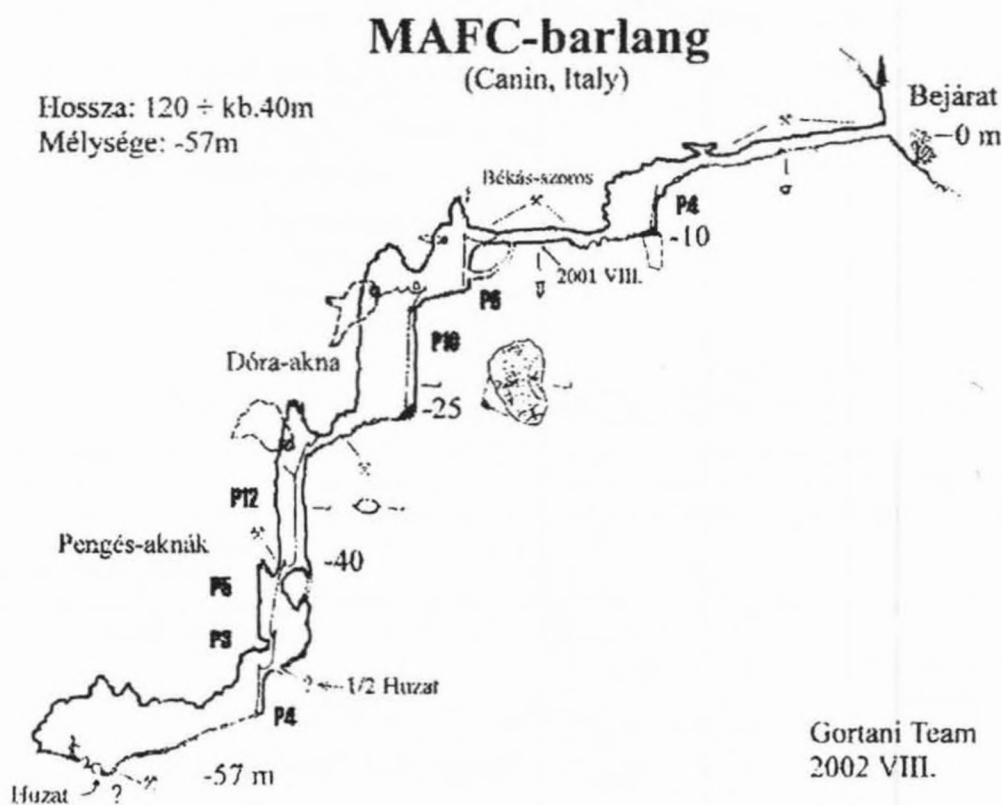 MAFC-barlang
(Canin, Italy)
Hossza: 120 ÷ kb.40m
Mélysége: -57m
Bejárat
0 m
Békás-szoros
P4
-10
2001 VIII.
P6
P10
Dóra-akna
-25
P12
Pengés-aknák
-40
P5
P3
? 1/2 Huzat
P4
-57 m
Huzat ?
Gortani Team
2002 VIII.